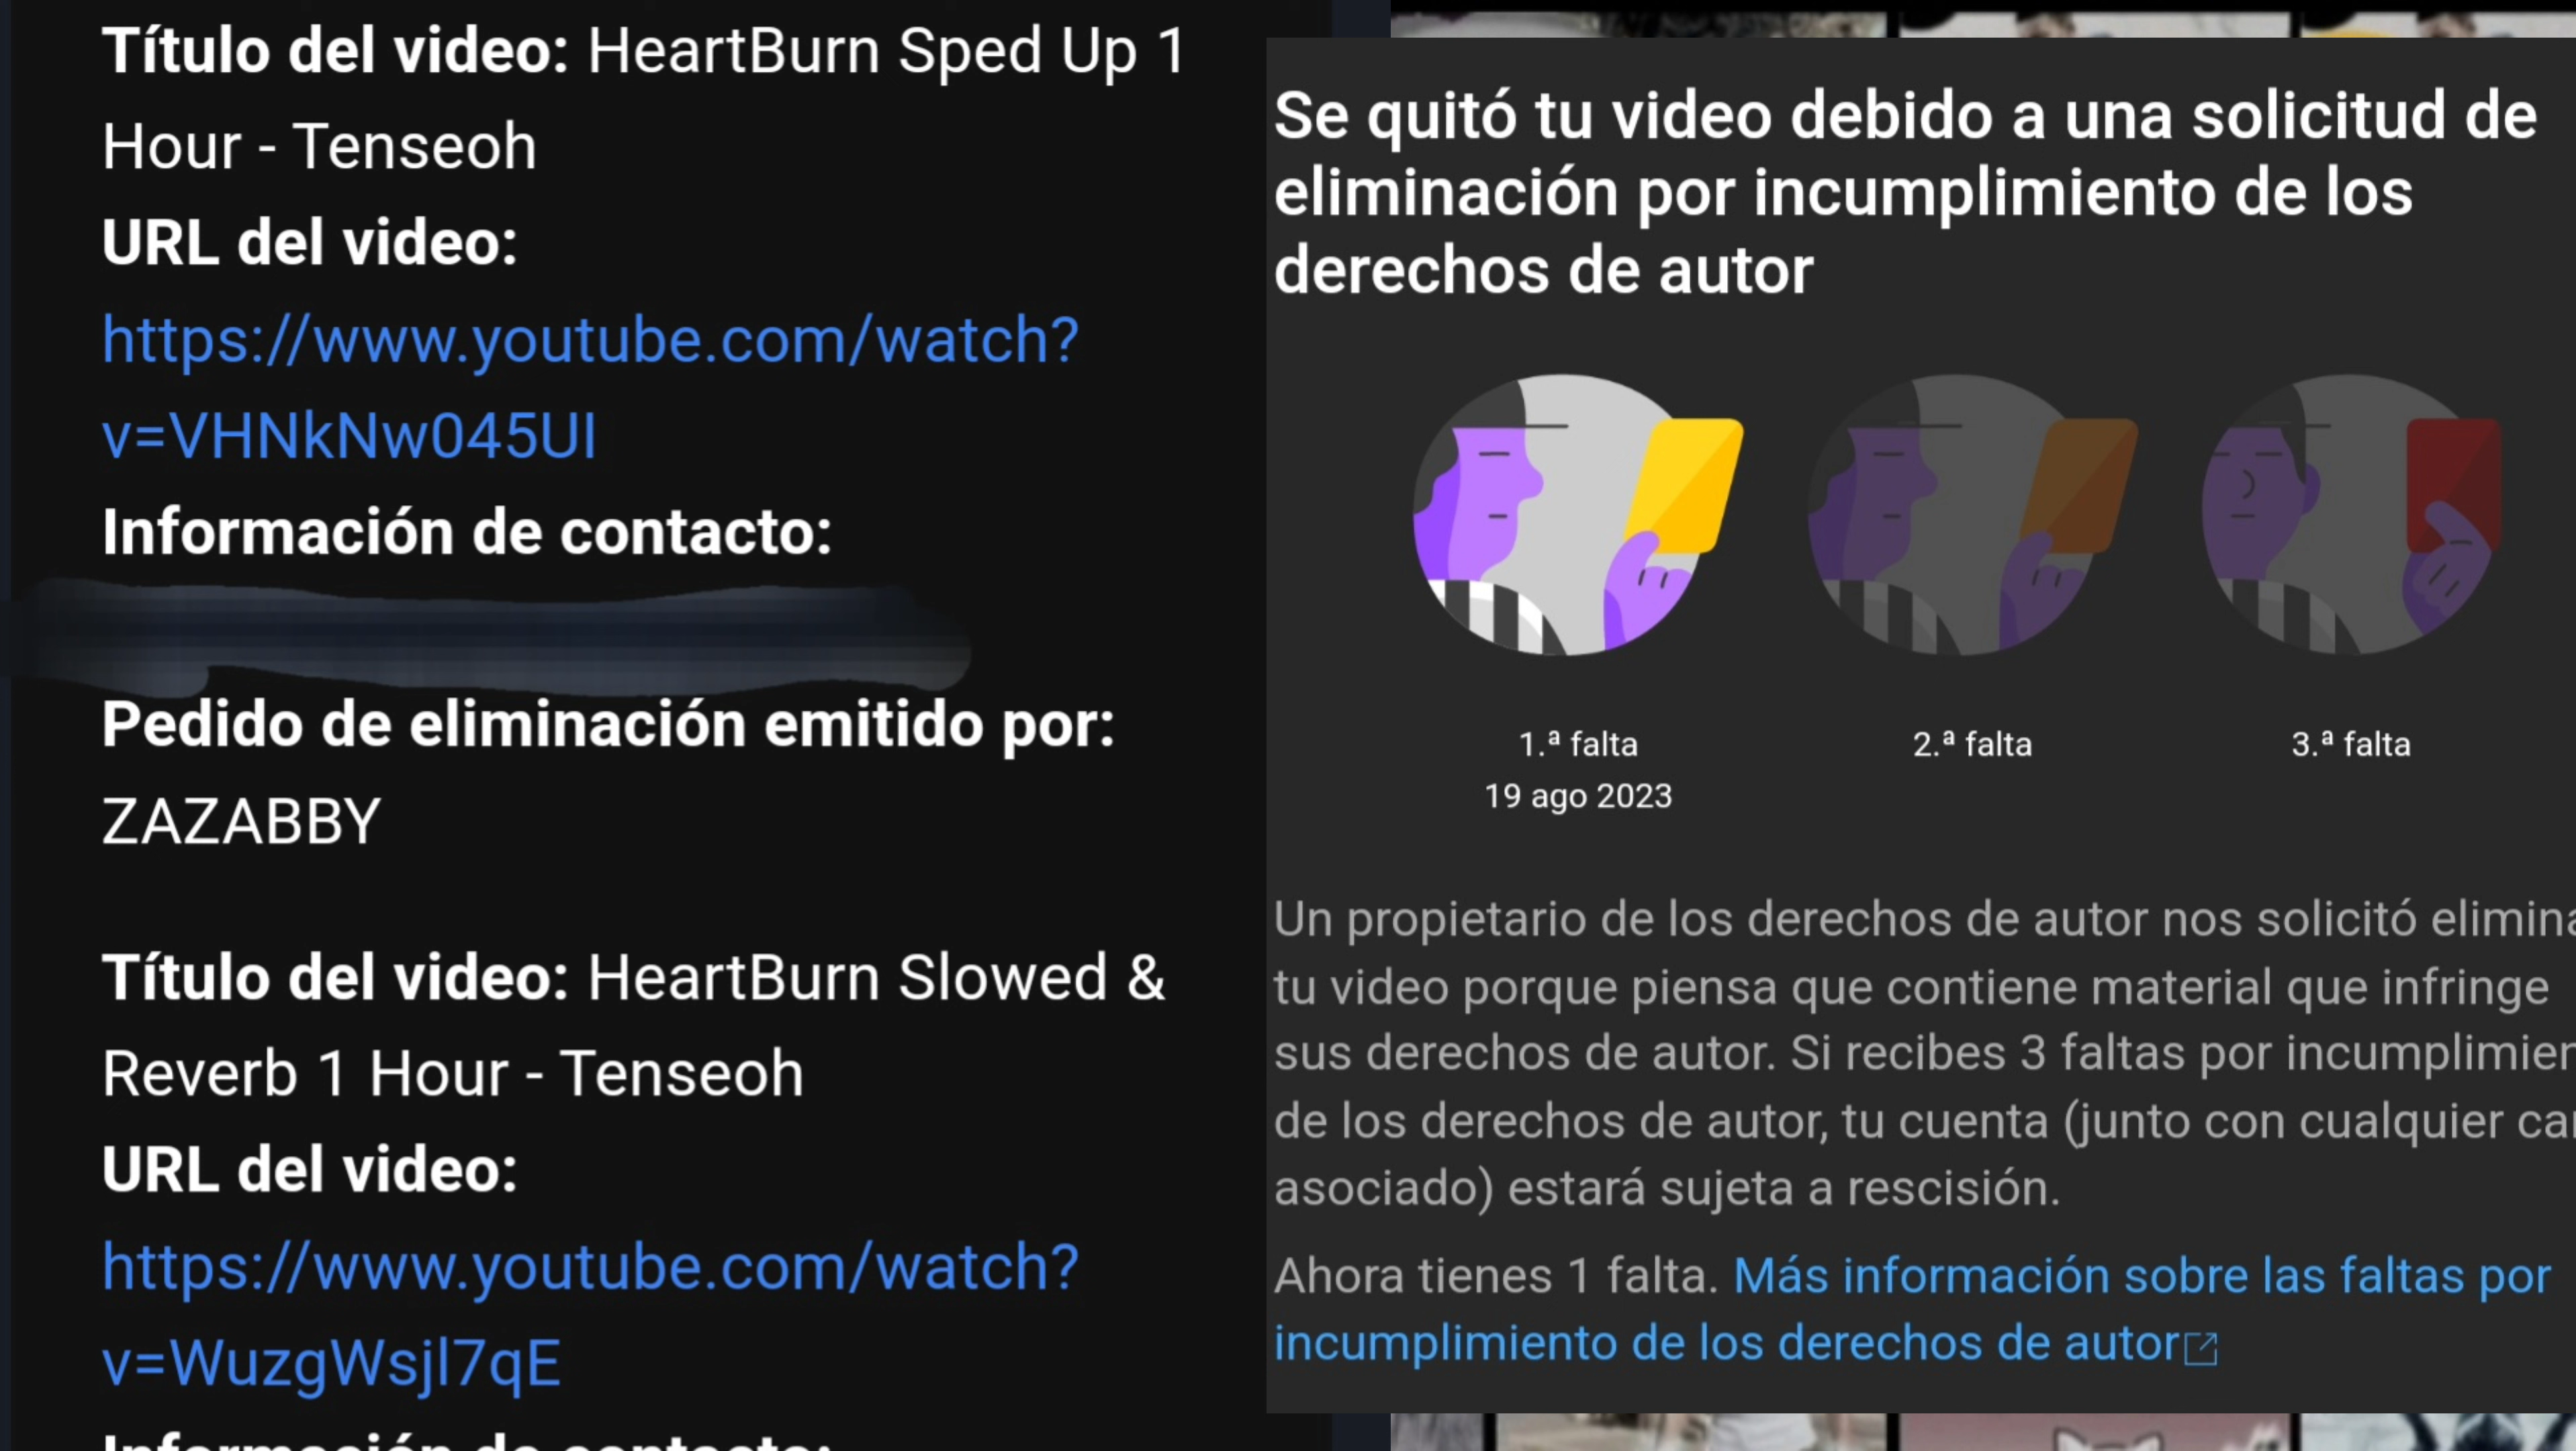 Título del video: HeartBurn Sped Up 1
Hour - Tenseoh
URL del video:
https://www.youtube.com/watch?
v=VHNkNw045UI
Información de contacto:
Pedido de eliminación emitido por:
ZAZABBY
Título del video: HeartBurn Slowed &
Reverb 1 Hour - Tenseoh
URL del video:
https://www.youtube.com/watch?
v=WuzgWsjl7qE
Información de contacto:
Se quitó tu video debido a una solicitud de
eliminación por incumplimiento de los
derechos de autor
1.ª falta
19 ago 2023
2.ª falta
3.ª falta
Un propietario de los derechos de autor nos solicitó elimina
tu video porque piensa que contiene material que infringe
sus derechos de autor. Si recibes 3 faltas por incumplimien
de los derechos de autor, tu cuenta (junto con cualquier ca
asociado) estará sujeta a rescisión.
Ahora tienes 1 falta. Más información sobre las faltas por
incumplimiento de los derechos de autor